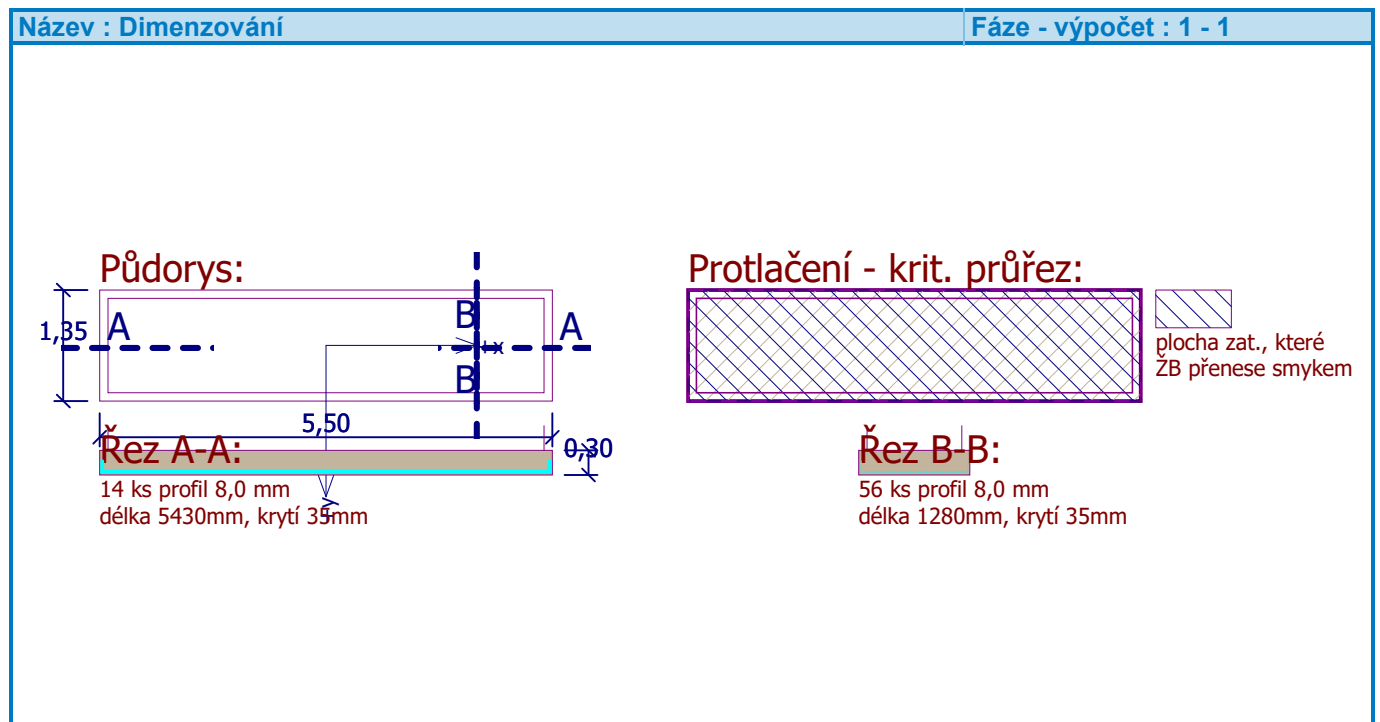 Název : Dimenzování
Fáze - výpočet : 1 - 1
Půdorys:
1,35
A
B
A
+x
B
5,50
Řez A-A:
0,30
14 ks profil 8,0 mm
délka 5430mm, krytí 35mm
+y
Protlačení - krit. průřez:
plocha zat., které
ŽB přenese smykem
Řez B-B:
56 ks profil 8,0 mm
délka 1280mm, krytí 35mm